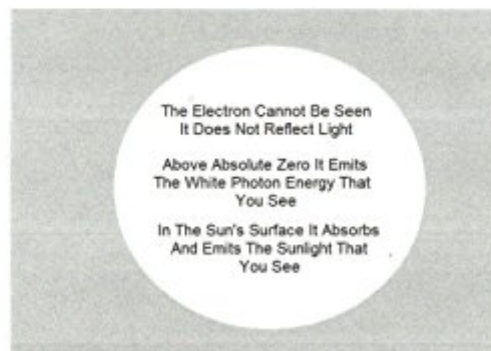 The Electron Cannot Be Seen
It Does Not Reflect Light
Above Absolute Zero It Emits
The White Photon Energy That
You See
In The Sun's Surface It Absorbs
And Emits The Sunlight That
You See